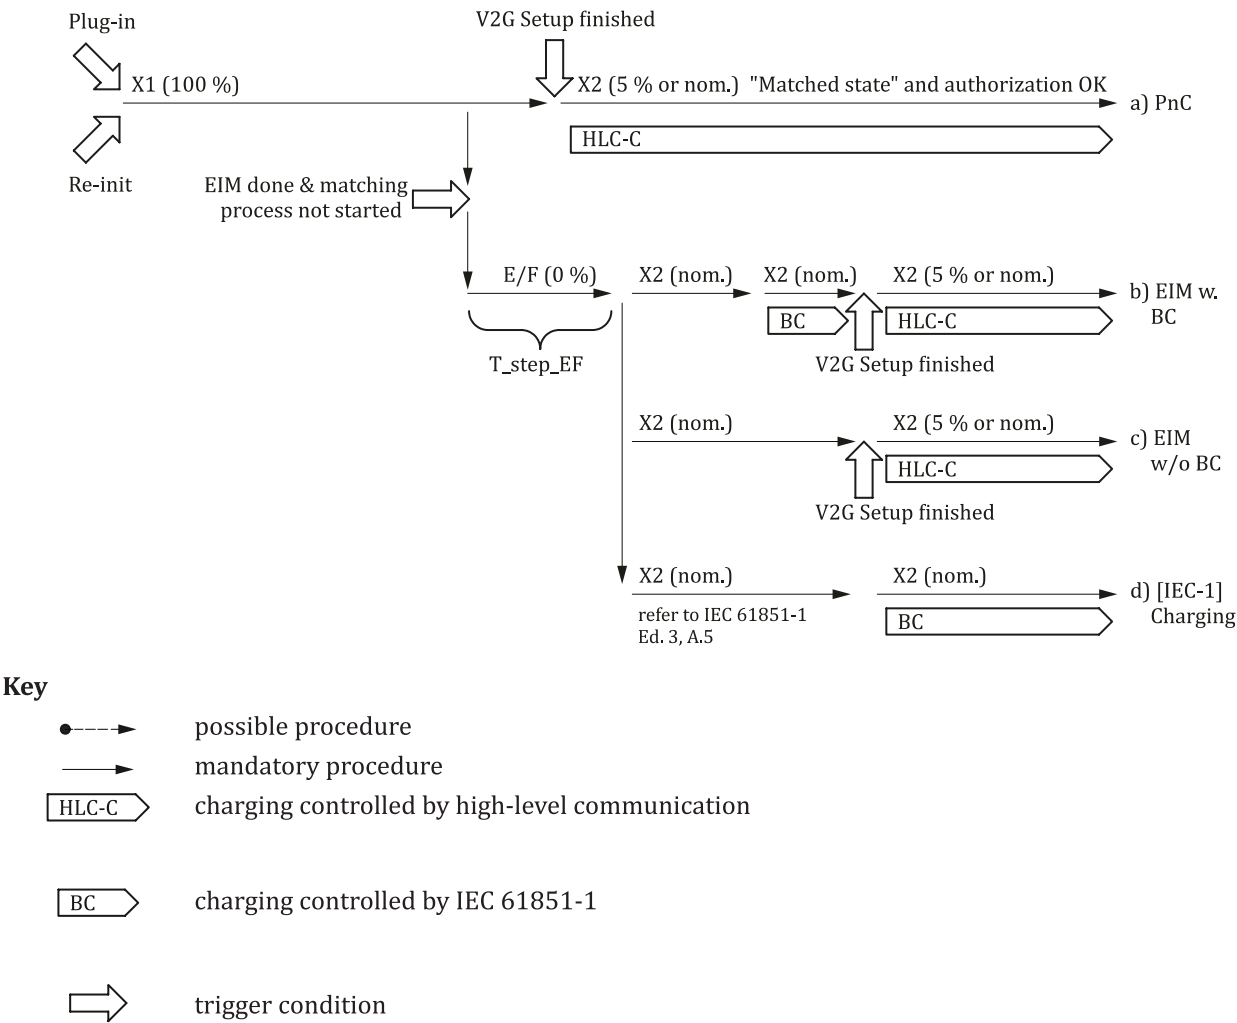 Plug-in
V2G Setup finished
X1 (100 %)
X2 (5 % or nom.) "Matched state" and authorization OK
a) PnC
HLC-C
Re-init
EIM done & matching
process not started
E/F (0 %)
X2 (nom.)
X2 (nom.)
X2 (5 % or nom.)
b) EIM w.
BC
BC
HLC-C
T_step_EF
V2G Setup finished
X2 (nom.)
X2 (5 % or nom.)
c) EIM
w/o BC
HLC-C
V2G Setup finished
X2 (nom.)
X2 (nom.)
d) [IEC-1]
Charging
refer to IEC 61851-1
Ed. 3, A.5
BC
Key
possible procedure
mandatory procedure
HLC-C
charging controlled by high-level communication
BC
charging controlled by IEC 61851-1
trigger condition